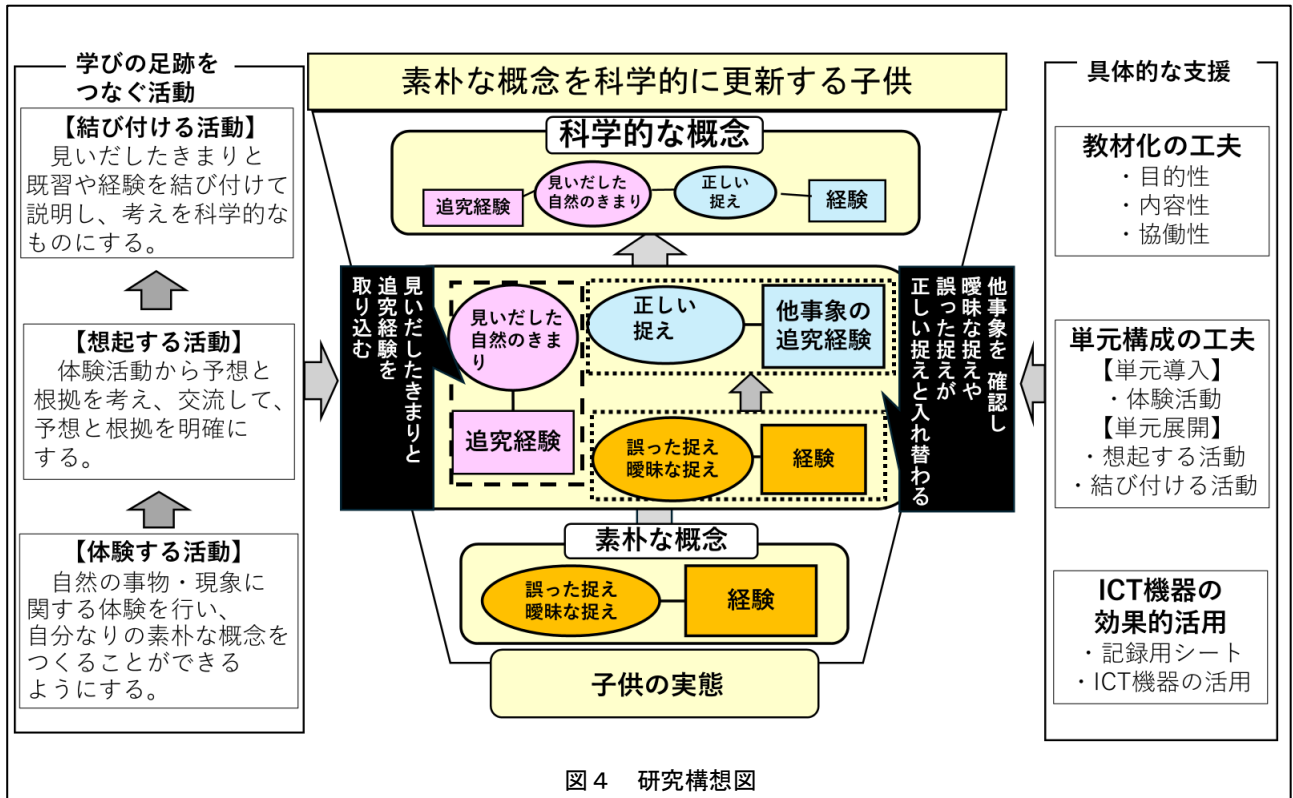 学びの足跡を
つなぐ活動
【結び付ける活動】
見いだしたきまりと
既習や経験を結び付けて
説明し、考えを科学的な
ものにする。
【想起する活動】
体験活動から予想と
根拠を考え、交流して、
予想と根拠を明確に
する。
【体験する活動】
自然の事物・現象に
関する体験を行い、
自分なりの素朴な概念を
つくることができる
ようにする。
素朴な概念を科学的に更新する子供
科学的な概念
追究経験
見いだした
自然のきまり
正しい
捉え
経験
見いだしたきまりと
追究経験を
取り込む
見いだした
自然のきま
り
追究経験
正しい
捉え
他事象の
追究経験
誤った捉え
曖昧な捉え
経験
他事象を 確認し
曖昧な捉えや
誤った捉えが
正しい捉えと入れ替わる
素朴な概念
誤った捉え
曖昧な捉え
経験
子供の実態
具体的な支援
教材化の工夫
・目的性
・内容性
・協働性
単元構成の工夫
【単元導入】
・体験活動
【単元展開】
・想起する活動
・結び付ける活動
ICT機器の
効果的活用
・記録用シート
・ICT機器の活用
図４　研究構想図